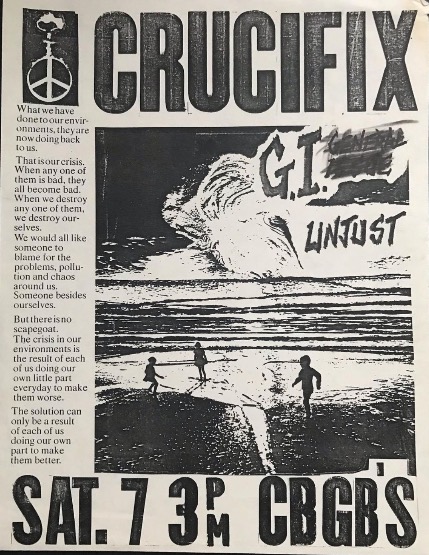 CRUCIFIX
What we have
done to our envir-
onments, they are
now doing back
to us.
That is our crisis.
When any one of
them is bad, they
all become bad.
When we destroy
any one of them,
we destroy our-
selves.
We would all like
someone to
blame for the
problems, pollu-
tion and chaos
around us.
Someone besides
ourselves.
But there is no
scapegoat.
The crisis in our
environments is
the result of each
of us doing our
own little part
everyday to make
them worse.
The solution can
only be a result
of each of us
doing our own
part to make
them better.
G.I.
UNJUST
SAT. 7 3 PM CBGB'S